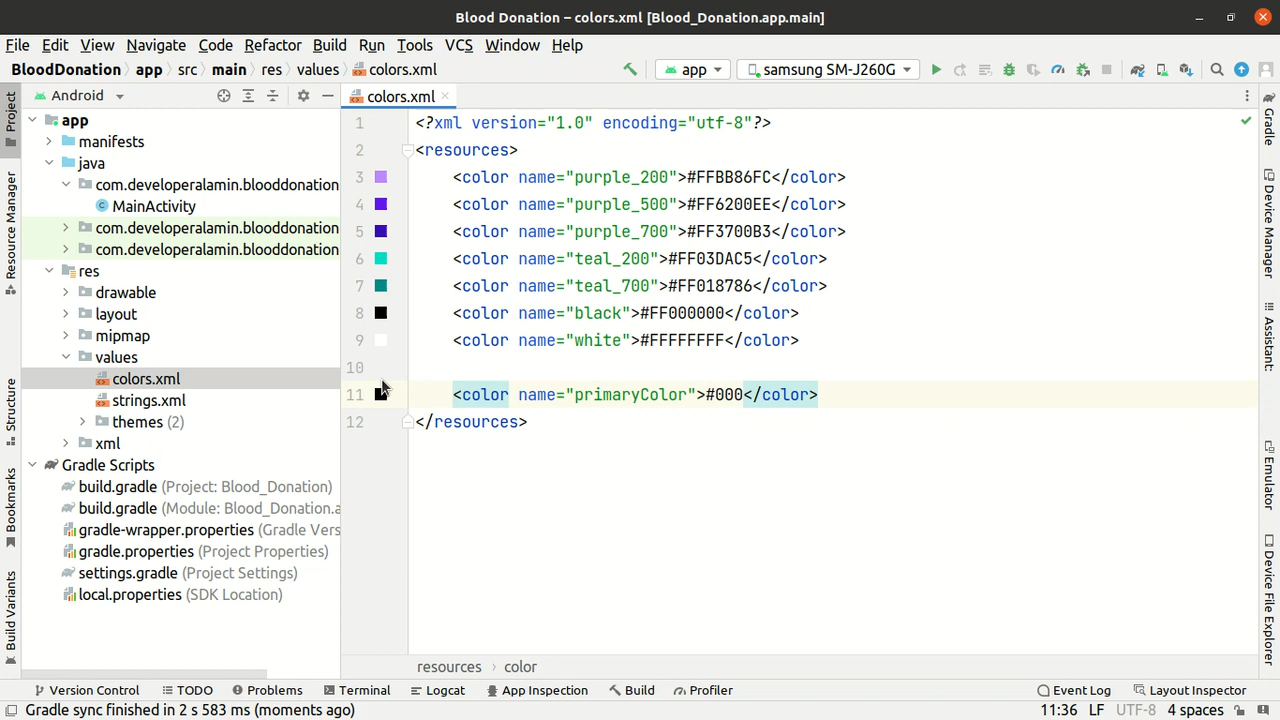 Blood Donation – colors.xml [Blood_Donation.app.main]
File Edit View Navigate Code Refactor Build Run Tools VCS Window Help
BloodDonation app src main res values colors.xml
app
samsung SM-J260G
Project
Resource Manager
Structure
Bookmarks
Build Variants
Android
app
manifests
java
com.developeralamin.blooddonation
MainActivity
com.developeralamin.blooddonation
com.developeralamin.blooddonation
res
drawable
layout
mipmap
values
colors.xml
strings.xml
themes (2)
xml
Gradle Scripts
build.gradle (Project: Blood_Donation)
build.gradle (Module: Blood_Donation.a
gradle-wrapper.properties (Gradle Vers
gradle.properties (Project Properties)
settings.gradle (Project Settings)
local.properties (SDK Location)
colors.xml
1 <?xml version="1.0" encoding="utf-8"?>
2 <resources>
3 <color name="purple_200">#FFBB86FC</color>
4 <color name="purple_500">#FF6200EE</color>
5 <color name="purple_700">#FF3700B3</color>
6 <color name="teal_200">#FF03DAC5</color>
7 <color name="teal_700">#FF018786</color>
8 <color name="black">#FF000000</color>
9 <color name="white">#FFFFFFFF</color>
10
11 <color name="primaryColor">#000</color>
12 </resources>
resources › color
Gradle
Device Manager
Assistant:
Emulator
Device File Explorer
Version Control TODO Problems Terminal Logcat App Inspection Build Profiler Event Log Layout Inspector
Gradle sync finished in 2 s 583 ms (moments ago) 11:36 LF UTF-8 4 spaces